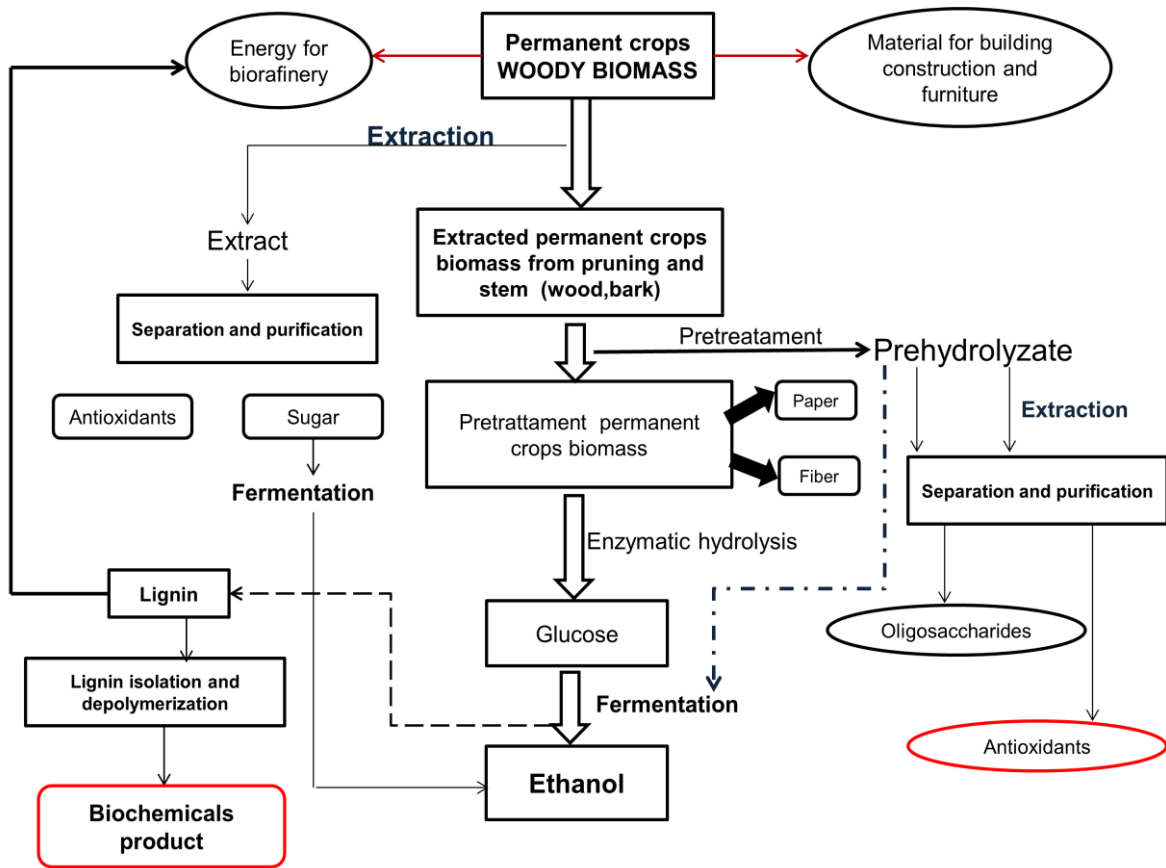 Energy for
biorafinery
Permanent crops
WOODY BIOMASS
Material for building
construction and
furniture
Extraction
Extract
Extracted permanent crops
biomass from pruning and
stem (wood,bark)
Separation and purification
Pretreatament
Prehydrolyzate
Antioxidants
Sugar
Pretrattament permanent
crops biomass
Paper
Fiber
Extraction
Fermentation
Separation and purification
Enzymatic hydrolysis
Lignin
Glucose
Oligosaccharides
Lignin isolation and
depolymerization
Fermentation
Antioxidants
Ethanol
Biochemicals
product